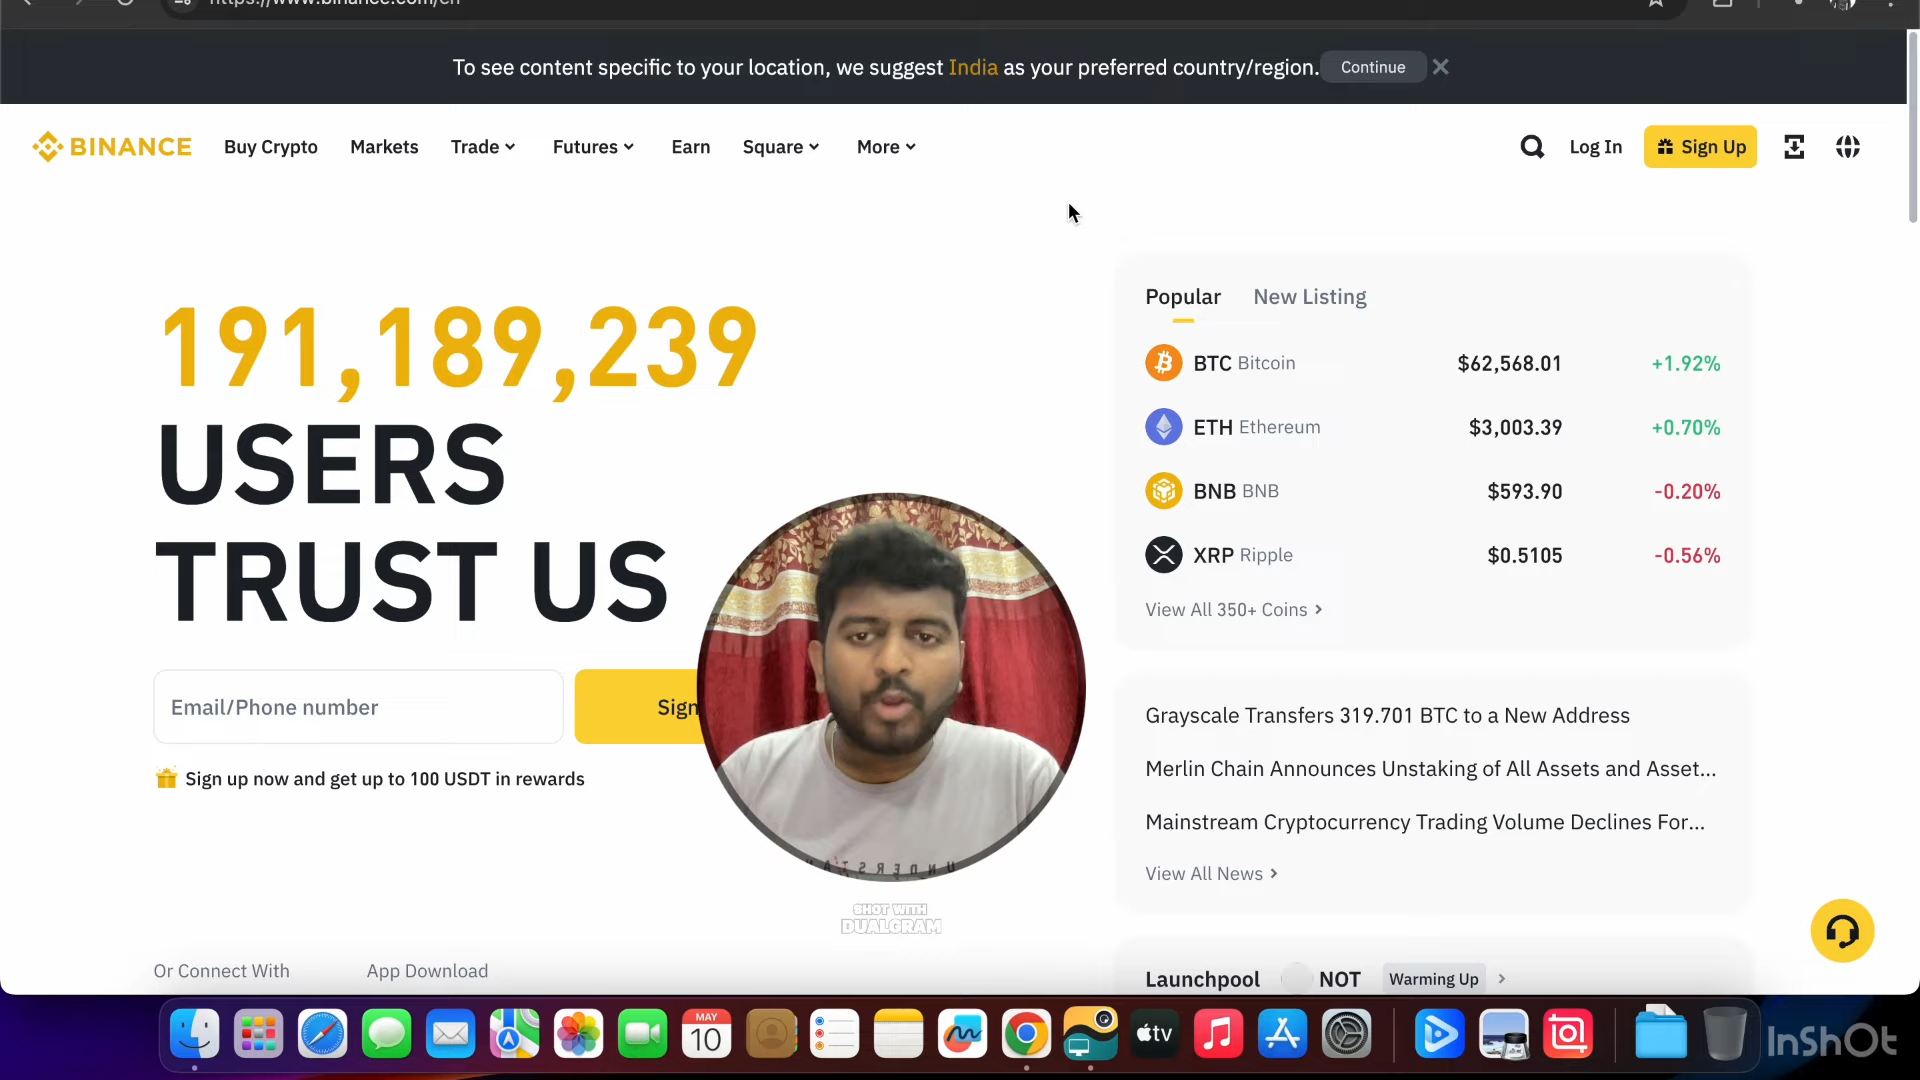 To see content specific to your location, we suggest India as your preferred country/region. Continue
BINANCE Buy Crypto Markets Trade Futures Earn Square More Log In Sign Up
191,189,239
USERS
TRUST US
Email/Phone number
Sign
Sign up now and get up to 100 USDT in rewards
Or Connect With App Download
Popular New Listing
BTC Bitcoin $62,568.01 +1.92%
ETH Ethereum $3,003.39 +0.70%
BNB BNB $593.90 -0.20%
XRP Ripple $0.5105 -0.56%
View All 350+ Coins
Grayscale Transfers 319.701 BTC to a New Address
Merlin Chain Announces Unstaking of All Assets and Asset...
Mainstream Cryptocurrency Trading Volume Declines For...
View All News
Launchpool NOT Warming Up
SHOT WITH
DUALGRAM
MAY
10
tv
InShOt